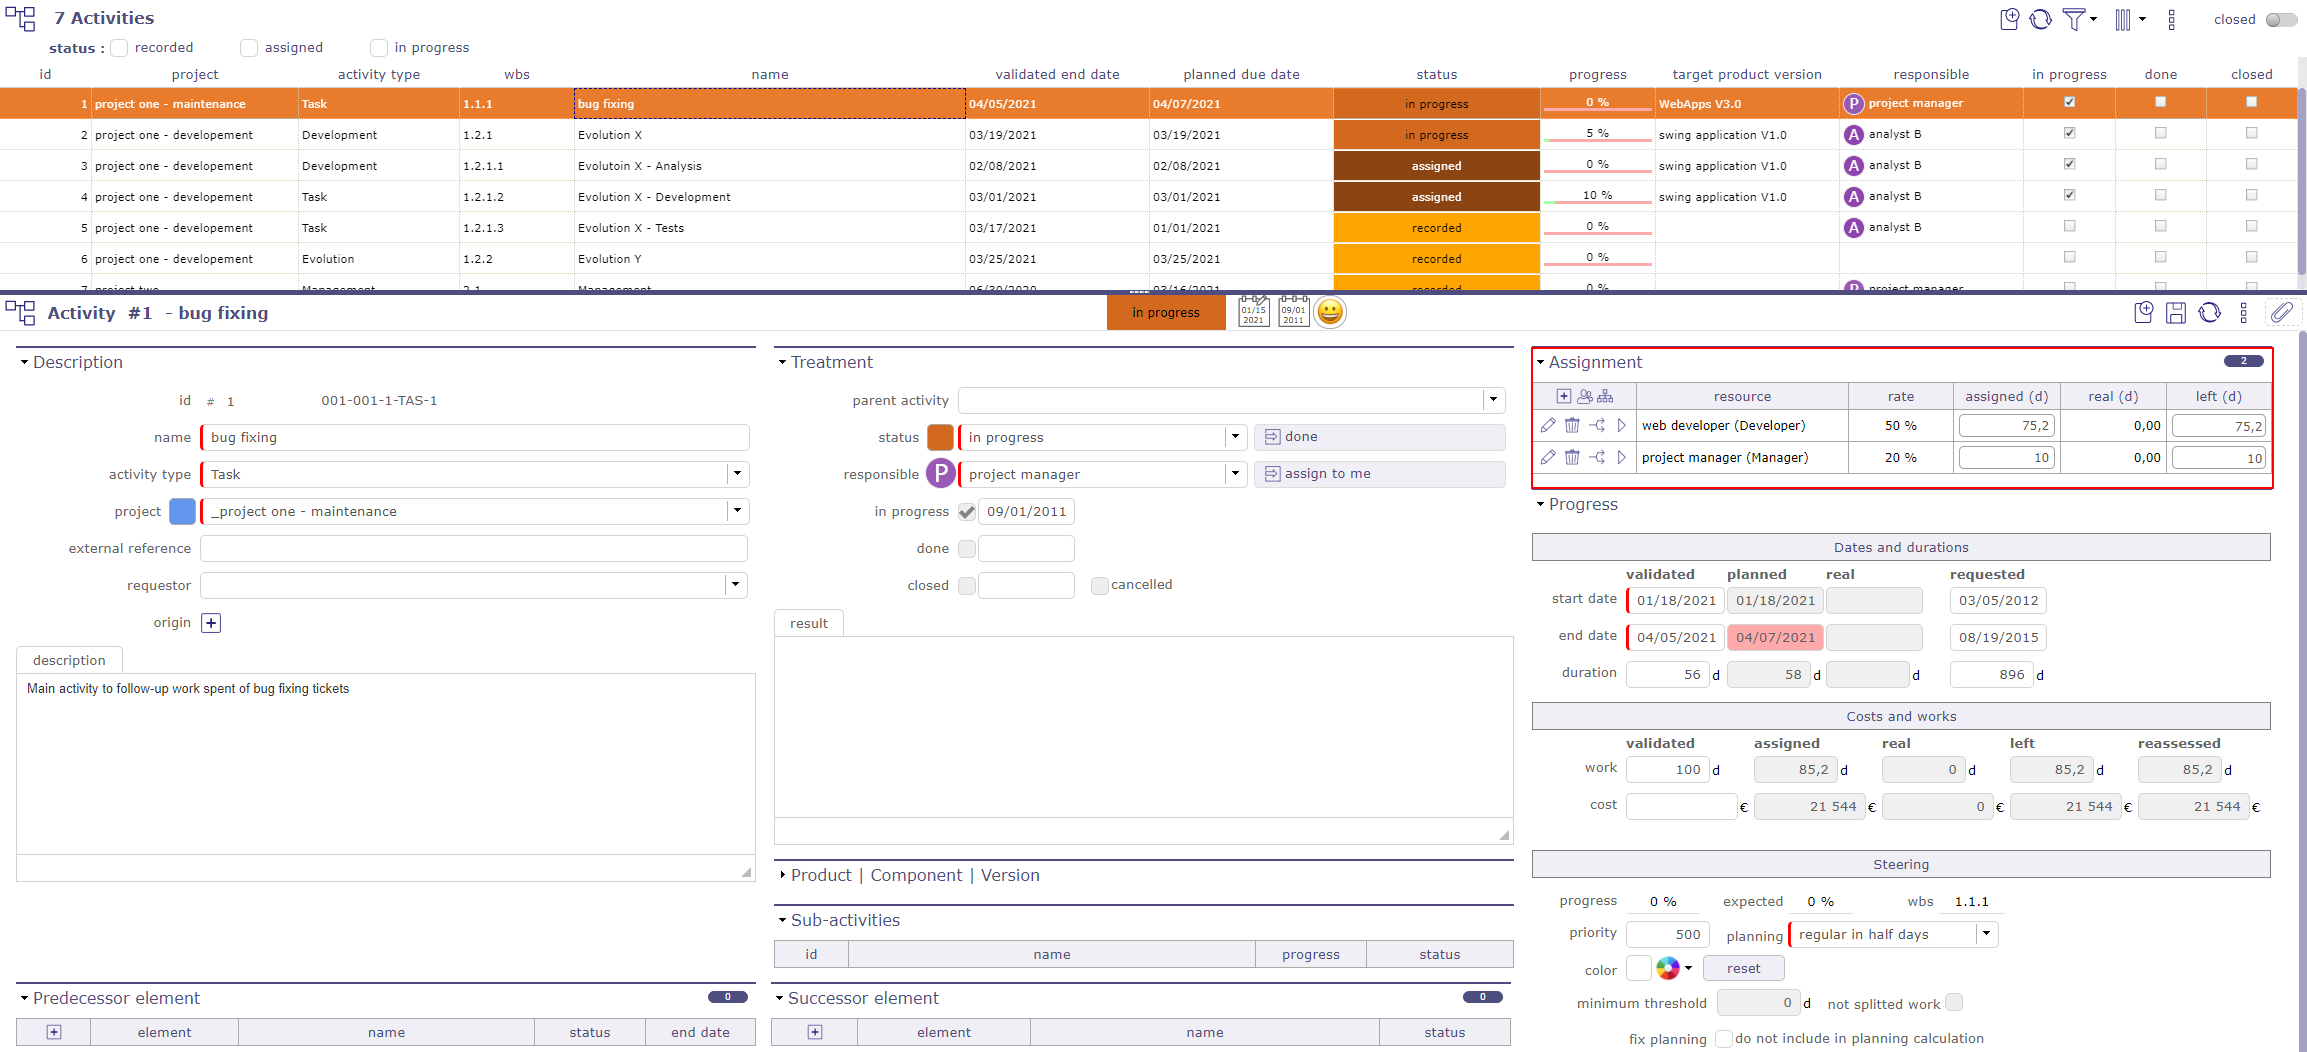 7 Activities
closed
status : recorded assigned in progress
id project activity type wbs name validated end date planned due date status progress target product version responsible in progress done closed
1 project one - maintenance Task 1.1.1 bug fixing 04/05/2021 04/07/2021 in progress 0 % WebApps V3.0 P project manager
2 project one - developement Development 1.2.1 Evolution X 03/19/2021 03/19/2021 in progress 5 % swing application V1.0 A analyst B
3 project one - developement Development 1.2.1.1 Evolutoin X - Analysis 02/08/2021 02/08/2021 assigned 0 % swing application V1.0 A analyst B
4 project one - developement Task 1.2.1.2 Evolution X - Development 03/01/2021 03/01/2021 assigned 10 % swing application V1.0 A analyst B
5 project one - developement Task 1.2.1.3 Evolution X - Tests 03/17/2021 01/01/2021 recorded 0 % A analyst B
6 project one - developement Evolution 1.2.2 Evolution Y 03/25/2021 03/25/2021 recorded 0 %
7 project two Management 2.1 Management 06/30/2020 03/16/2021 recorded 0 % P project manager
Activity #1 - bug fixing
in progress
01/15 2021
09/01 2011
Description
id # 1 001-001-1-TAS-1
name bug fixing
activity type Task
project _project one - maintenance
external reference
requestor
origin
description
Main activity to follow-up work spent of bug fixing tickets
Predecessor element 0
element name status end date
Treatment
parent activity
status in progress done
responsible P project manager assign to me
in progress 09/01/2011
done
closed cancelled
result
Product | Component | Version
Sub-activities
id name progress status
Successor element 0
element name status
Assignment 2
resource rate assigned (d) real (d) left (d)
web developer (Developer) 50 % 75,2 0,00 75,2
project manager (Manager) 20 % 10 0,00 10
Progress
Dates and durations
validated planned real requested
start date 01/18/2021 01/18/2021 03/05/2012
end date 04/05/2021 04/07/2021 08/19/2015
duration 56 d 58 d d 896 d
Costs and works
validated assigned real left reassessed
work 100 d 85,2 d 0 d 85,2 d 85,2 d
cost € 21 544 € 0 € 21 544 € 21 544 €
Steering
progress 0 % expected 0 % wbs 1.1.1
priority 500 planning regular in half days
color reset
minimum threshold 0 d not splitted work
fix planning do not include in planning calculation